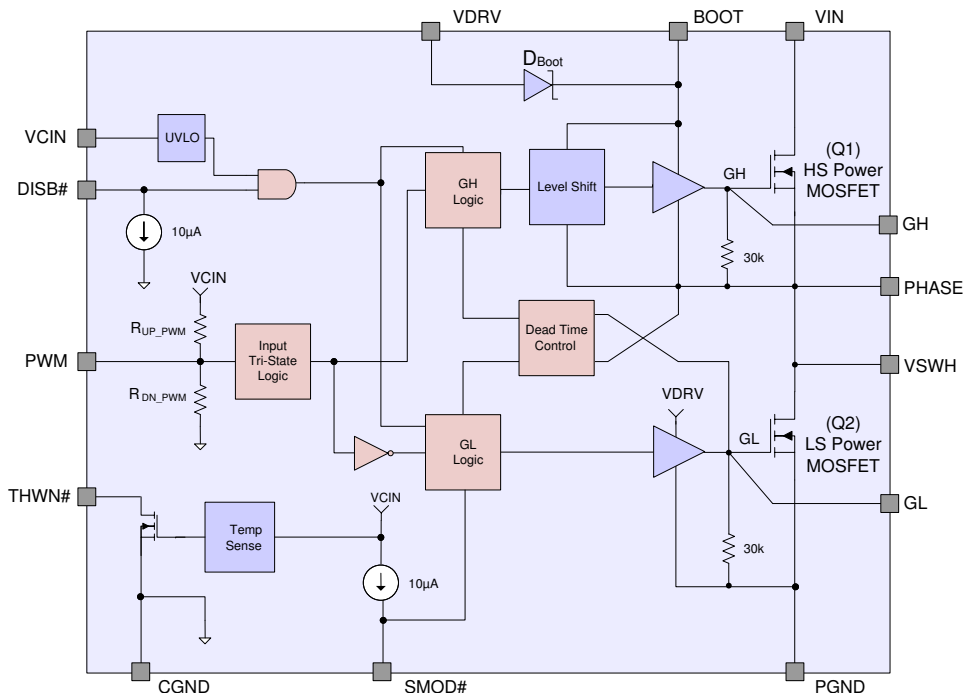 VDRV
BOOT
VIN
DBoot
VCIN
UVLO
DISB#
10µA
GH
Logic
Level Shift
GH
(Q1)
HS Power
MOSFET
GH
30k
VCIN
PHASE
RUP_PWM
Input
Tri-State
Logic
Dead Time
Control
PWM
VSWH
RDN_PWM
VDRV
GL
Logic
GL
(Q2)
LS Power
MOSFET
THWN#
VCIN
GL
Temp
Sense
30k
10µA
CGND
SMOD#
PGND